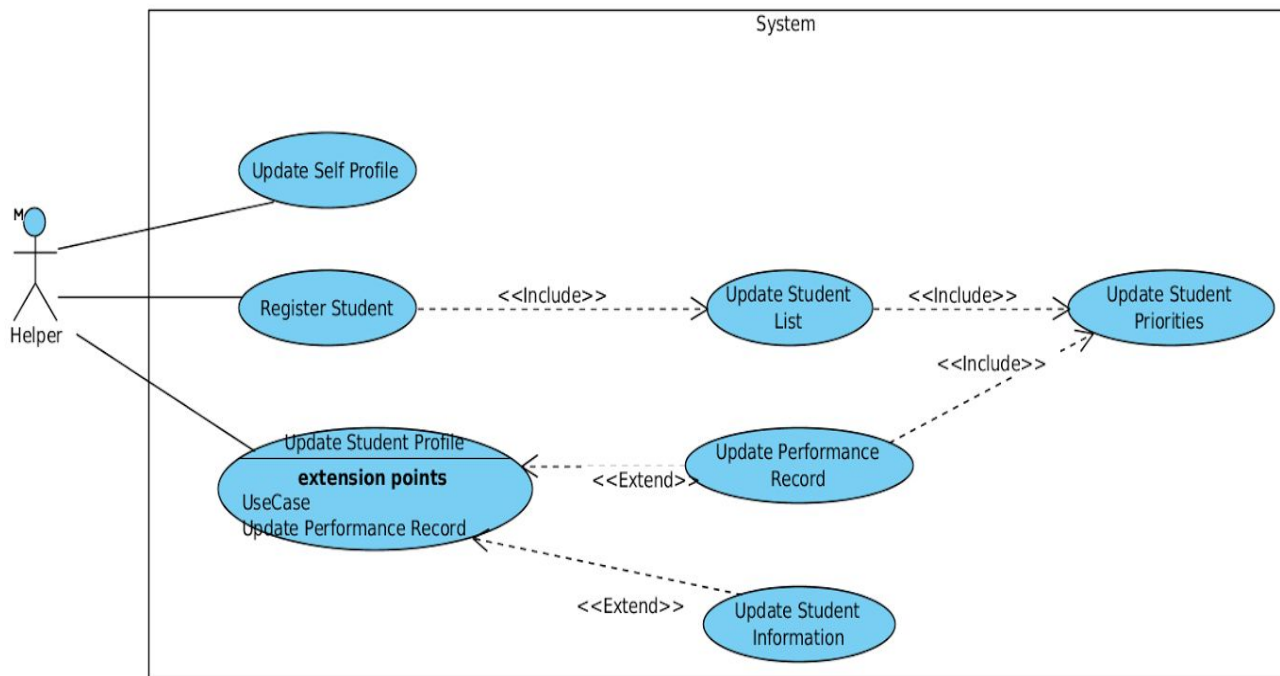 System
Update Self Profile
M
Helper
Register Student
<<Include>>
Update Student
List
<<Include>>
Update Student
Priorities
<<Include>>
Update Student Profile
extension points
UseCase
Update Performance Record
<<Extend>>
Update Performance
Record
<<Extend>>
Update Student
Information